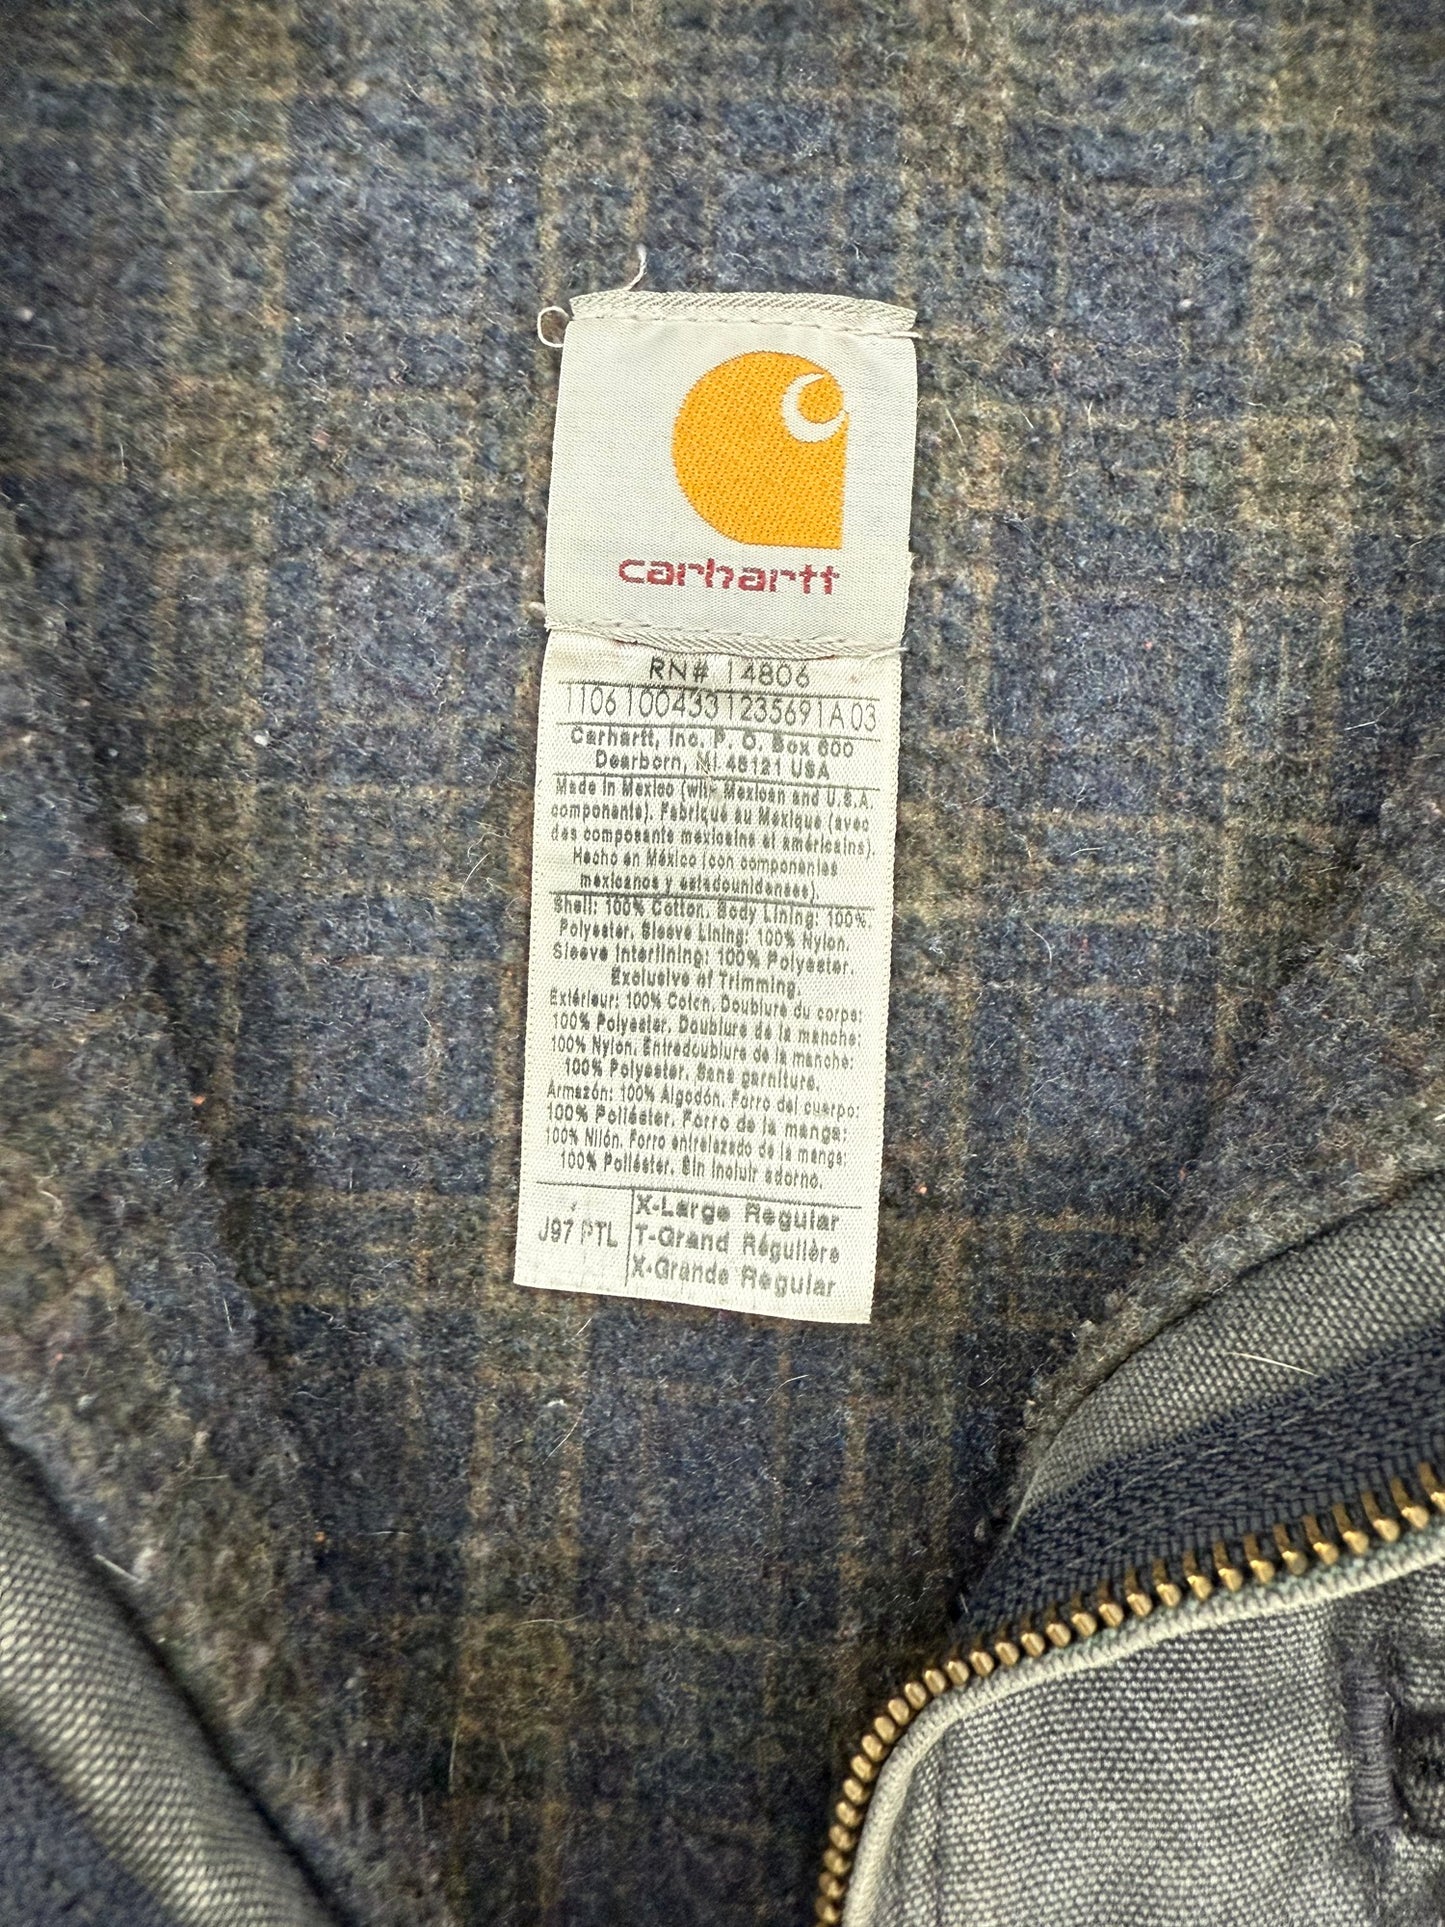 carhartt
RN# 14806
1106 1004331235691A 03
Carhartt, Inc. P. O. Box 600
Dearborn, MI 48121 USA
Made in Mexico (with Mexican and U.S.A.
components). Fabriqué au Mexique (avec
des composants mexicains et américains).
Hecho en México (con componentes
mexicanos y estadounidenses).
Shell: 100% Cotton. Body Lining: 100%
Polyester. Sleeve Lining: 100% Nylon.
Sleeve Interlining: 100% Polyester.
Exclusive of Trimming.
Extérieur: 100% Coton. Doublure du corps:
100% Polyester. Doublure de la manche:
100% Nylon. Entredoublure de la manche:
100% Polyester. Sans garniture.
Armazón: 100% Algodón. Forro del cuerpo:
100% Poliéster. Forro de la manga:
100% Nilón. Forro entrelazado de la manga:
100% Poliéster. Sin incluir adorno.
J97 PTL
X-Large Regular
T-Grand Régulière
X-Grande Regular